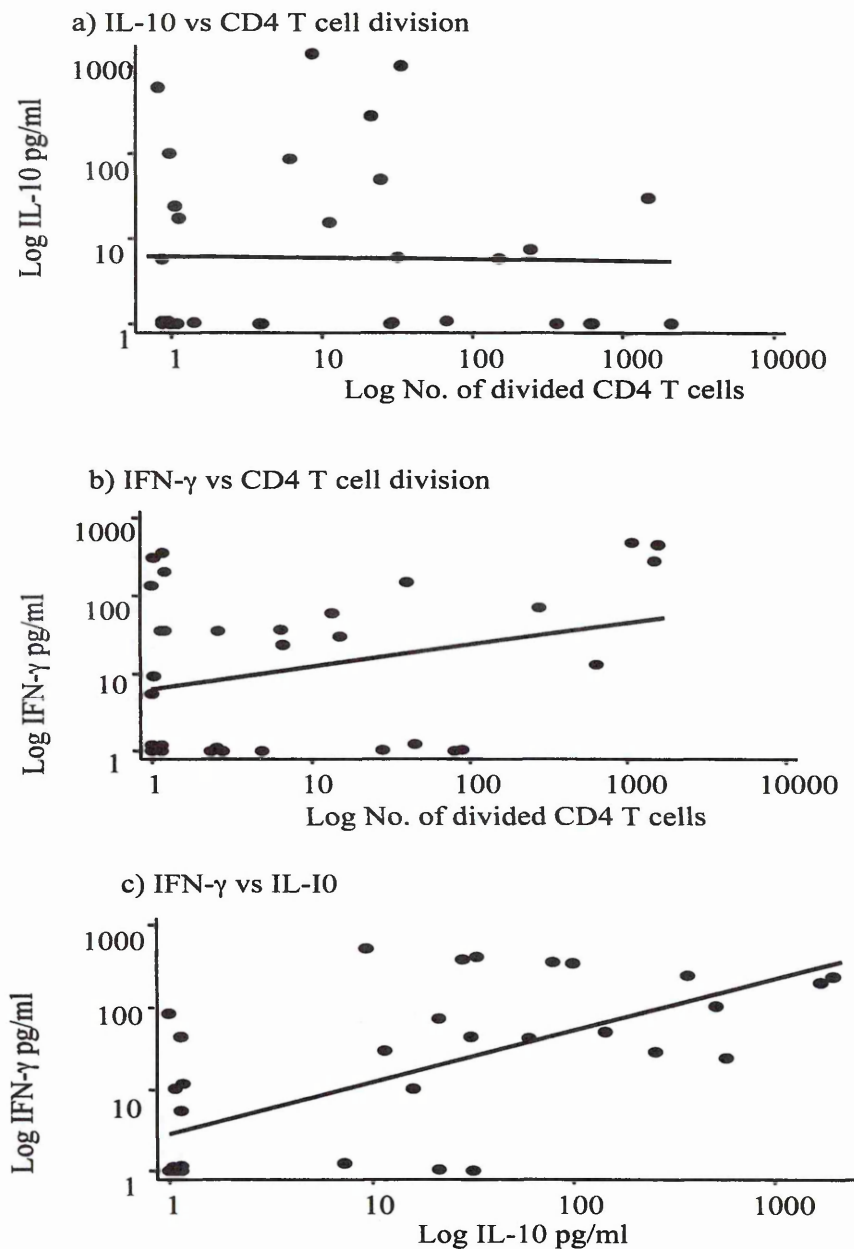 a) IL-10 vs CD4 T cell division
Log IL-10 pg/ml
1000
100
10
1
1 10 100 1000 10000
Log No. of divided CD4 T cells
b) IFN-γ vs CD4 T cell division
Log IFN-γ pg/ml
1000
100
10
1
1 10 100 1000 10000
Log No. of divided CD4 T cells
c) IFN-γ vs IL-I0
Log IFN-γ pg/ml
1000
100
10
1
1 10 100 1000
Log IL-10 pg/ml